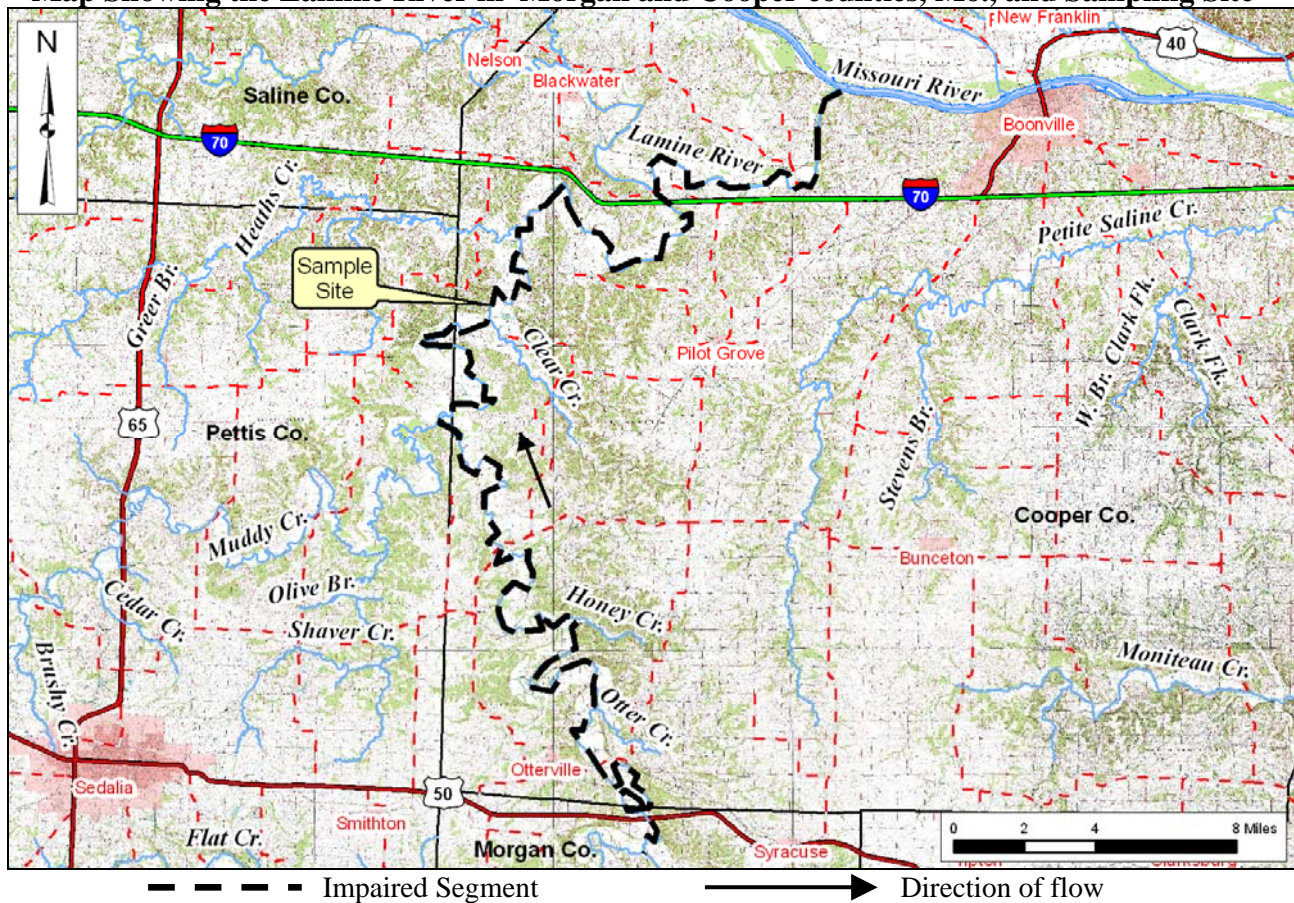 Map Showing the Lamine River in Morgan and Cooper counties, Mo., and Sampling Site
N
New Franklin
40
Nelson
Blackwater
Missouri River
Saline Co.
Boonville
70
Lamine River
70
Heaths Cr.
Petite Saline Cr.
Sample
Site
Greer Br.
W. Br. Clark Fk.
Clark Fk.
Pilot Grove
Clear Cr.
65
Pettis Co.
Stevens Br.
Cooper Co.
Muddy Cr.
Bunceton
Olive Br.
Cedar Cr.
Honey Cr.
Shaver Cr.
Brushy Cr.
Moniteau Cr.
Otter Cr.
Otterville
Sedalia
50
Smithton
0 2 4 8 Miles
Flat Cr.
Morgan Co.
Syracuse
Impaired Segment
Direction of flow